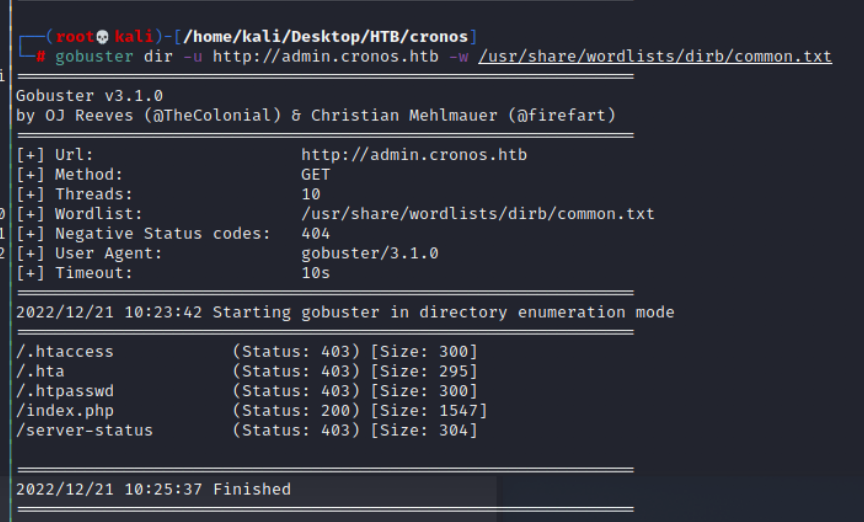 ┌──(root💀kali)-[/home/kali/Desktop/HTB/cronos]
└─# gobuster dir -u http://admin.cronos.htb -w /usr/share/wordlists/dirb/common.txt
===============================================================
Gobuster v3.1.0
by OJ Reeves (@TheColonial) & Christian Mehlmauer (@firefart)
===============================================================
[+] Url:                     http://admin.cronos.htb
[+] Method:                  GET
[+] Threads:                 10
[+] Wordlist:                /usr/share/wordlists/dirb/common.txt
[+] Negative Status codes:   404
[+] User Agent:              gobuster/3.1.0
[+] Timeout:                 10s
===============================================================
2022/12/21 10:23:42 Starting gobuster in directory enumeration mode
===============================================================
/.htaccess            (Status: 403) [Size: 300]
/.hta                 (Status: 403) [Size: 295]
/.htpasswd            (Status: 403) [Size: 300]
/index.php            (Status: 200) [Size: 1547]
/server-status        (Status: 403) [Size: 304]
===============================================================
2022/12/21 10:25:37 Finished
===============================================================